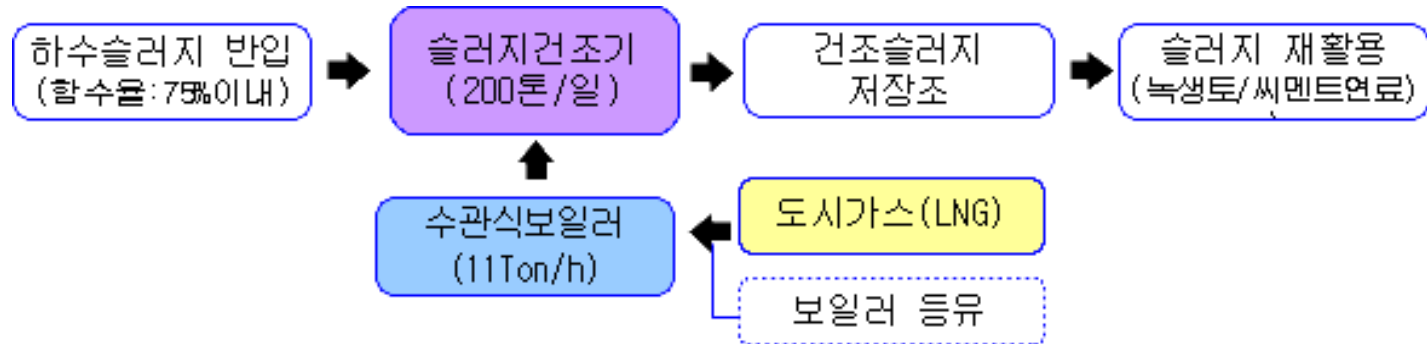 하수슬러지 반입
(함수율:75%이내)
슬러지건조기
(200톤/일)
건조슬러지
저장조
슬러지 재활용
(녹생토/씨멘트연료)
수관식보일러
(11Ton/h)
도시가스(LNG)
보일러 등유